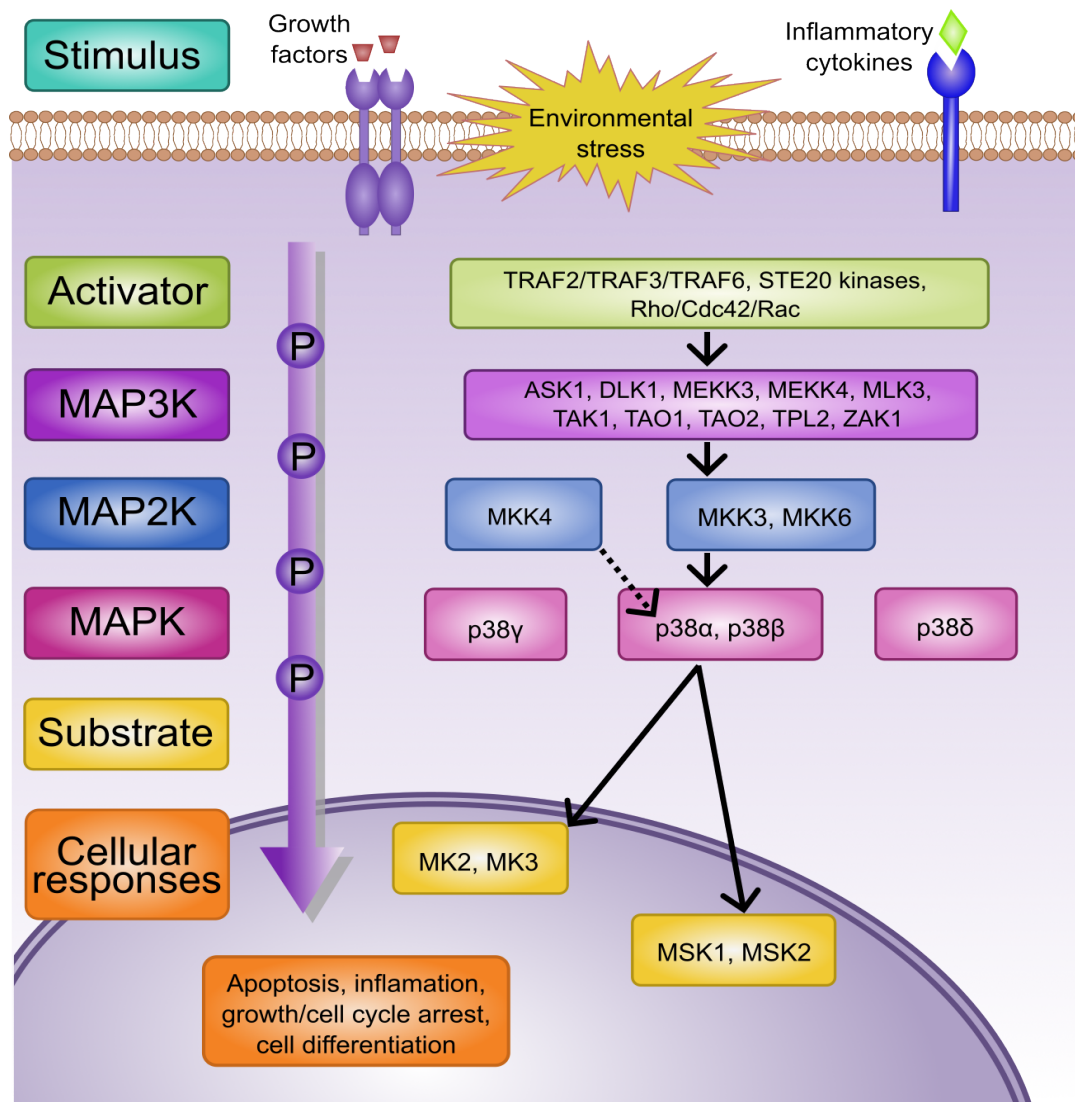 Stimulus
Growth
factors
Environmental
stress
Inflammatory
cytokines
Activator
TRAF2/TRAF3/TRAF6, STE20 kinases,
Rho/Cdc42/Rac
P
MAP3K
ASK1, DLK1, MEKK3, MEKK4, MLK3,
TAK1, TAO1, TAO2, TPL2, ZAK1
P
MAP2K
MKK4
MKK3, MKK6
P
MAPK
p38γ
p38α, p38β
p38δ
P
Substrate
Cellular
responses
MK2, MK3
MSK1, MSK2
Apoptosis, inflamation,
growth/cell cycle arrest,
cell differentiation